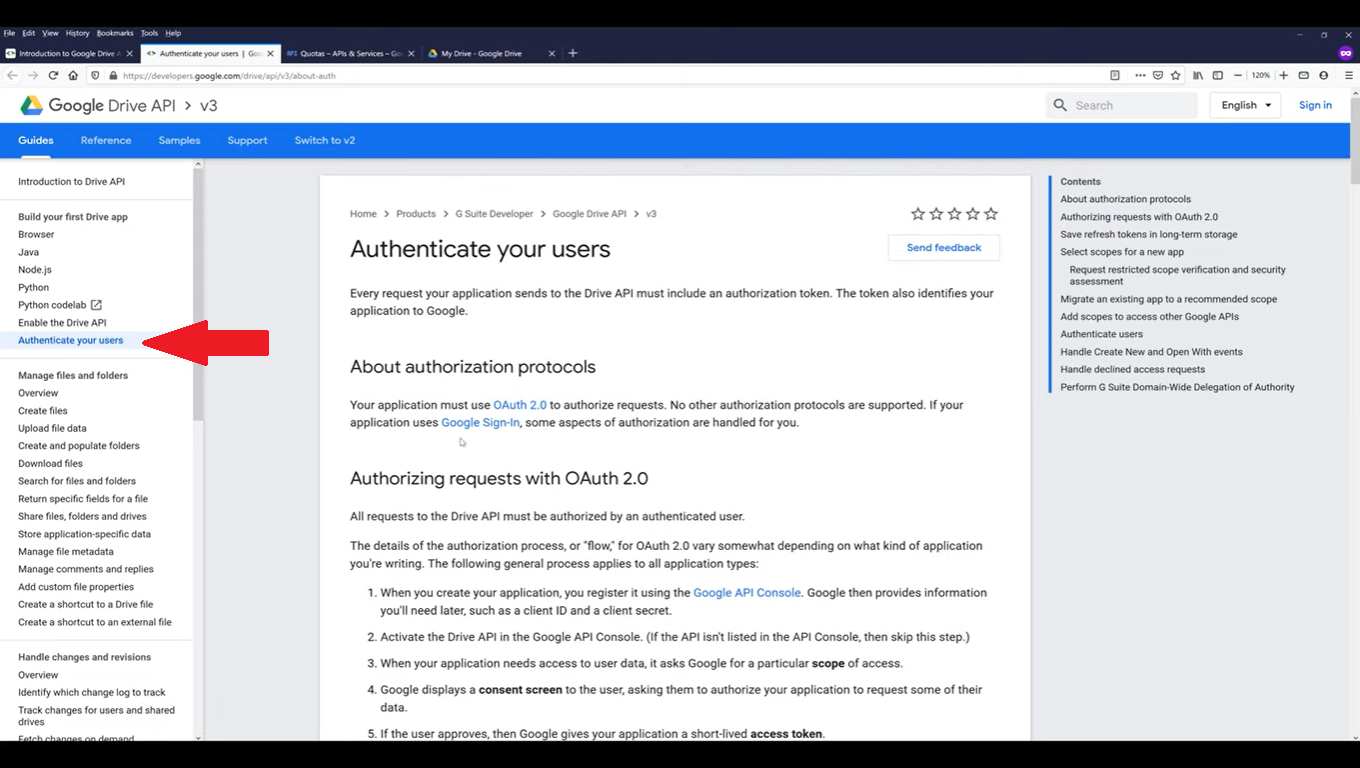 File Edit View History Bookmarks Tools Help
Introduction to Google Drive A
Authenticate your users | Goo
Quotas – APIs & Services – Go
My Drive - Google Drive
https://developers.google.com/drive/api/v3/about-auth
120%
Google Drive API > v3
Search
English
Sign in
Guides Reference Samples Support Switch to v2
Introduction to Drive API
Build your first Drive app
Browser
Java
Node.js
Python
Python codelab
Enable the Drive API
Authenticate your users
Manage files and folders
Overview
Create files
Upload file data
Create and populate folders
Download files
Search for files and folders
Return specific fields for a file
Share files, folders and drives
Store application-specific data
Manage file metadata
Manage comments and replies
Add custom file properties
Create a shortcut to a Drive file
Create a shortcut to an external file
Handle changes and revisions
Overview
Identify which change log to track
Track changes for users and shared
drives
Fetch changes on demand
Home > Products > G Suite Developer > Google Drive API > v3
Authenticate your users
Send feedback
Every request your application sends to the Drive API must include an authorization token. The token also identifies your
application to Google.
About authorization protocols
Your application must use OAuth 2.0 to authorize requests. No other authorization protocols are supported. If your
application uses Google Sign-In, some aspects of authorization are handled for you.
Authorizing requests with OAuth 2.0
All requests to the Drive API must be authorized by an authenticated user.
The details of the authorization process, or "flow," for OAuth 2.0 vary somewhat depending on what kind of application
you're writing. The following general process applies to all application types:
1. When you create your application, you register it using the Google API Console. Google then provides information
you'll need later, such as a client ID and a client secret.
2. Activate the Drive API in the Google API Console. (If the API isn't listed in the API Console, then skip this step.)
3. When your application needs access to user data, it asks Google for a particular scope of access.
4. Google displays a consent screen to the user, asking them to authorize your application to request some of their
data.
5. If the user approves, then Google gives your application a short-lived access token.
Contents
About authorization protocols
Authorizing requests with OAuth 2.0
Save refresh tokens in long-term storage
Select scopes for a new app
Request restricted scope verification and security
assessment
Migrate an existing app to a recommended scope
Add scopes to access other Google APIs
Authenticate users
Handle Create New and Open With events
Handle declined access requests
Perform G Suite Domain-Wide Delegation of Authority